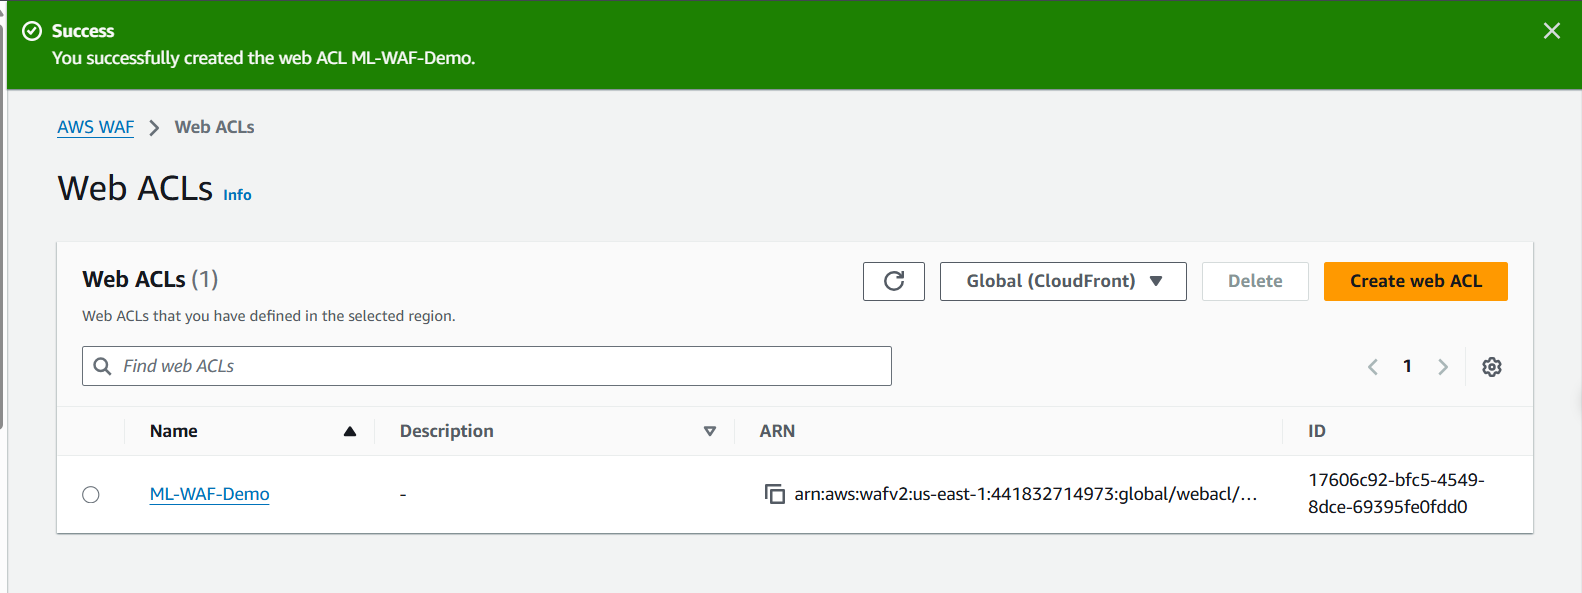 Success
You successfully created the web ACL ML-WAF-Demo.
AWS WAF
Web ACLs
Web ACLs Info
Web ACLs (1)
Global (CloudFront)
Delete
Create web ACL
Web ACLs that you have defined in the selected region.
Find web ACLs
1
Name
Description
ARN
ID
ML-WAF-Demo
-
arn:aws:wafv2:us-east-1:441832714973:global/webacl/...
17606c92-bfc5-4549-
8dce-69395fe0fdd0